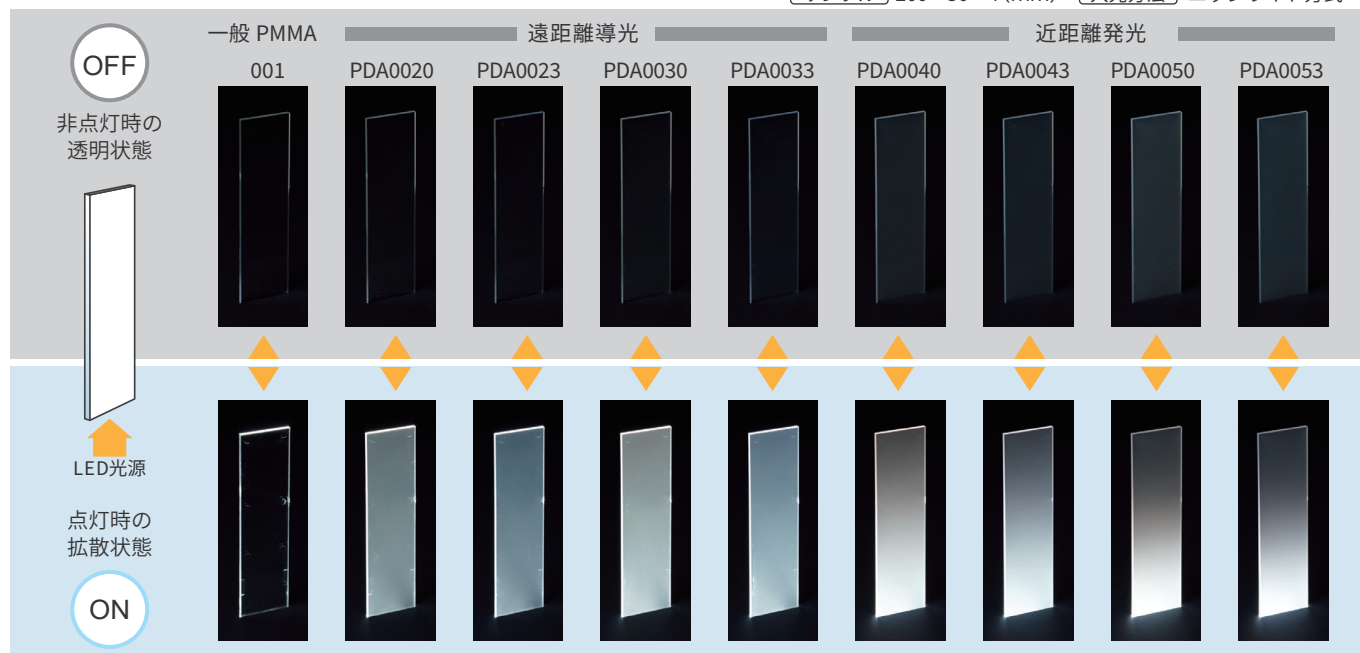 一般 PMMA
遠距離導光
近距離発光
OFF
001
PDA0020
PDA0023
PDA0030
PDA0033
PDA0040
PDA0043
PDA0050
PDA0053
非点灯時の
透明状態
LED光源
点灯時の
拡散状態
ON